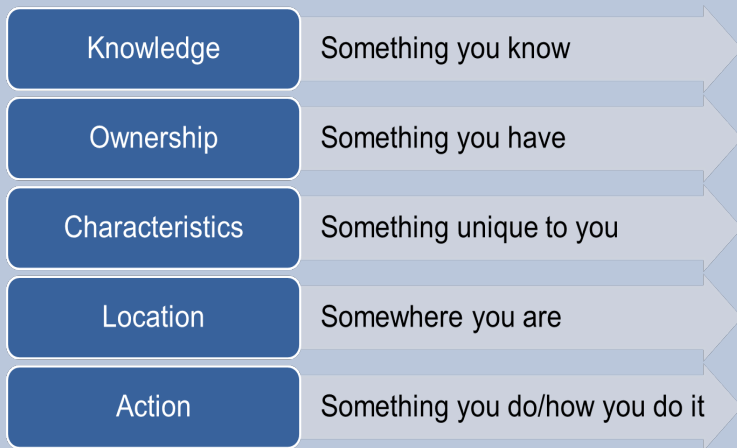 Knowledge
Something you know
Ownership
Something you have
Characteristics
Something unique to you
Location
Somewhere you are
Action
Something you do/how you do it